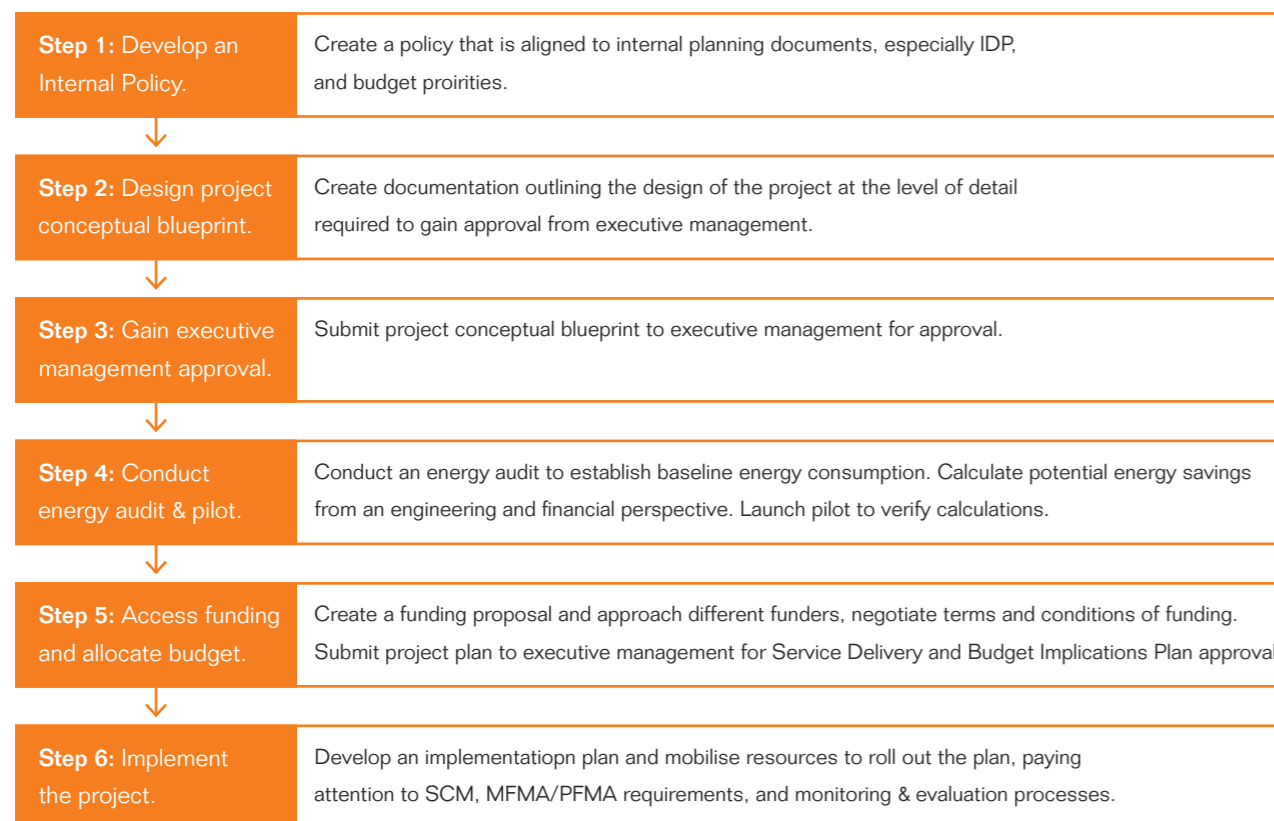 Step 1: Develop an
Internal Policy.
Create a policy that is aligned to internal planning documents, especially IDP,
and budget proirities.
Step 2: Design project
conceptual blueprint.
Create documentation outlining the design of the project at the level of detail
required to gain approval from executive management.
Step 3: Gain executive
management approval.
Submit project conceptual blueprint to executive management for approval.
Step 4: Conduct
energy audit & pilot.
Conduct an energy audit to establish baseline energy consumption. Calculate potential energy savings
from an engineering and financial perspective. Launch pilot to verify calculations.
Step 5: Access funding
and allocate budget.
Create a funding proposal and approach different funders, negotiate terms and conditions of funding.
Submit project plan to executive management for Service Delivery and Budget Implications Plan approval
Step 6: Implement
the project.
Develop an implementatiopn plan and mobilise resources to roll out the plan, paying
attention to SCM, MFMA/PFMA requirements, and monitoring & evaluation processes.